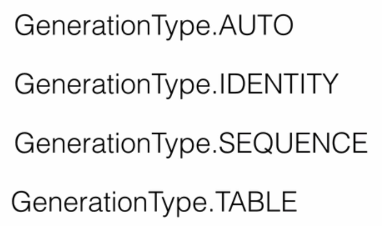 GenerationType.AUTO
GenerationType.IDENTITY
GenerationType.SEQUENCE
GenerationType.TABLE